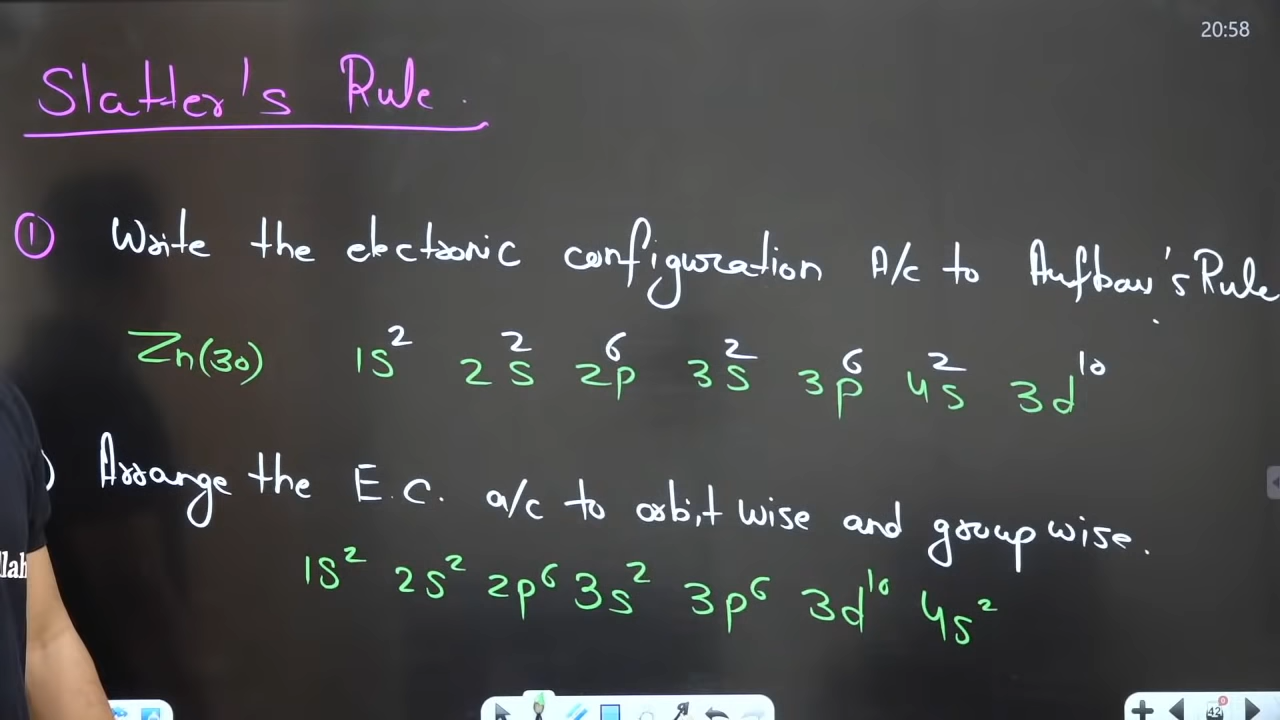 20:58
Slatter's Rule.
① Write the electronic configuration A/c to Aufbau's Rule
Zn(30) 1s² 2s² 2p⁶ 3s² 3p⁶ 4s² 3d¹⁰
) Arrange the E.C. a/c to orbit wise and group wise.
1s² 2s² 2p⁶ 3s² 3p⁶ 3d¹⁰ 4s²
42